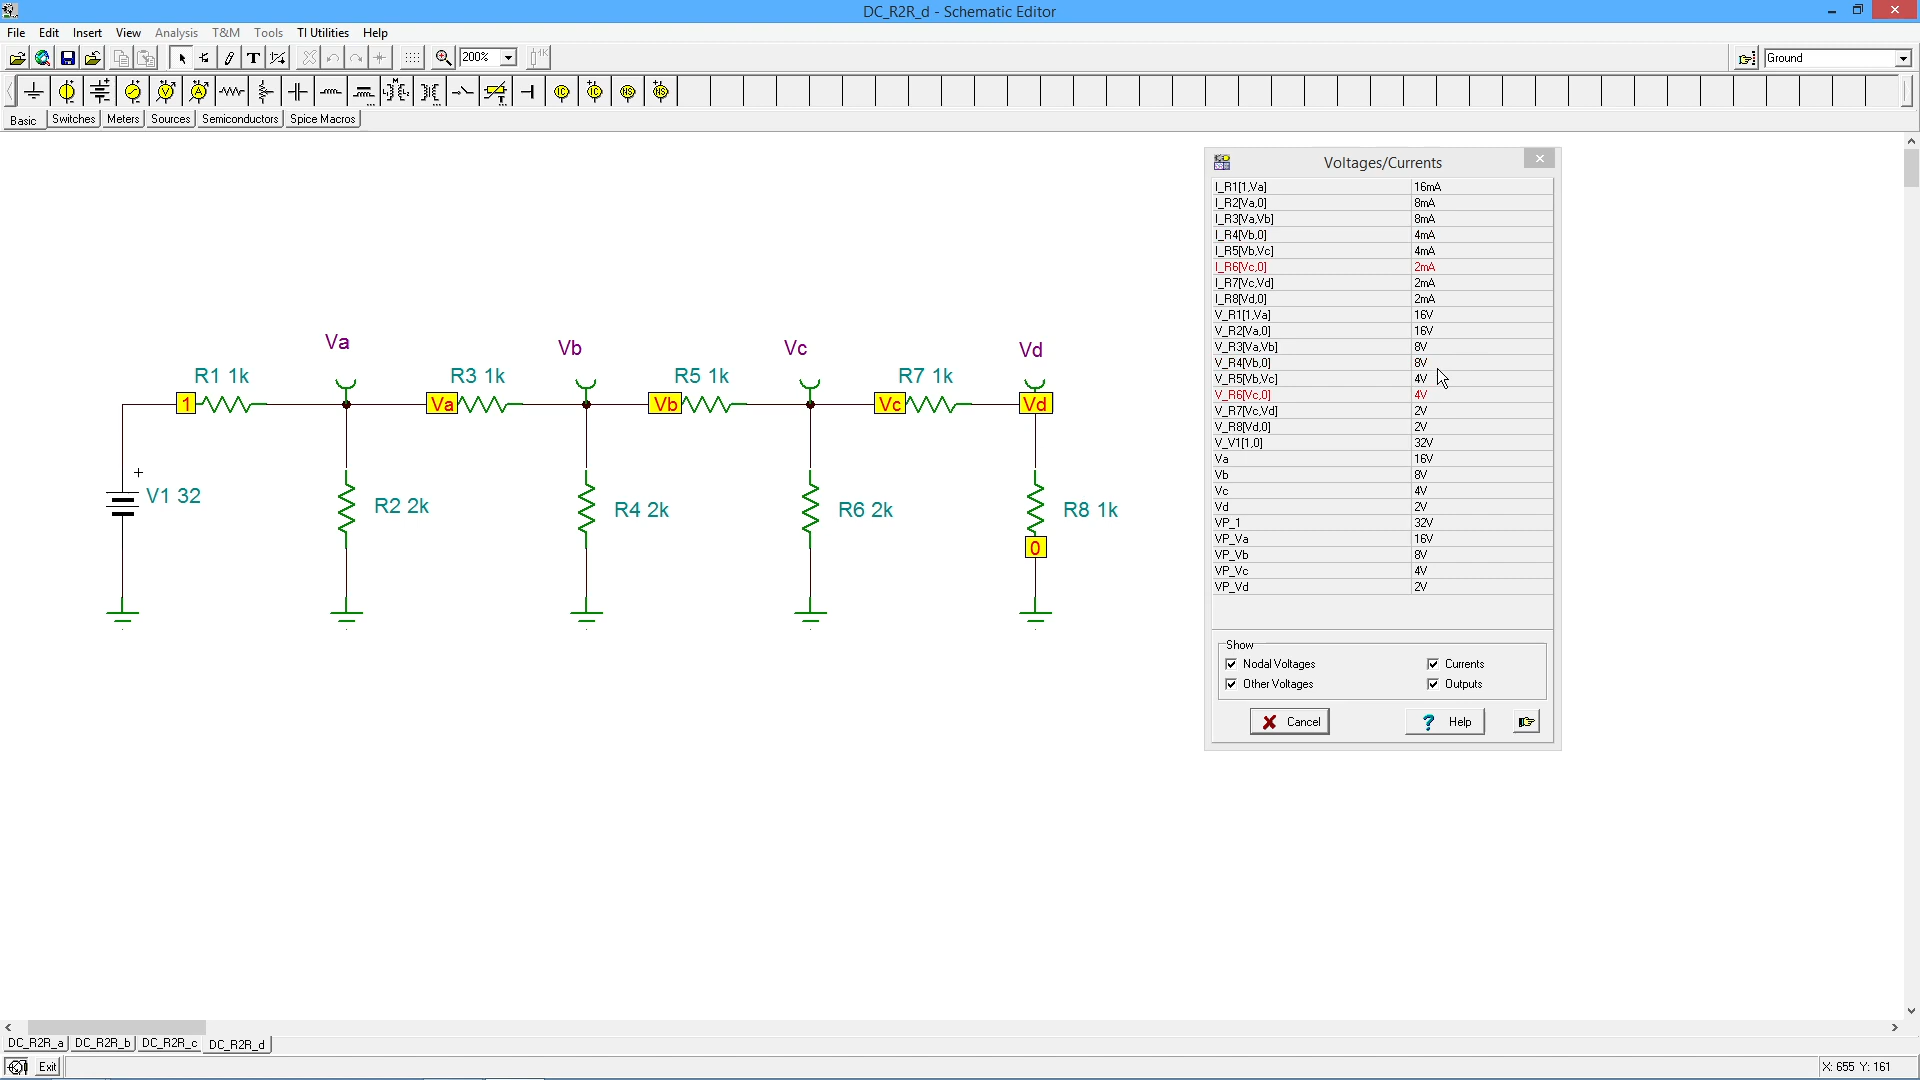 DC_R2R_d - Schematic Editor
File Edit Insert View Analysis T&M Tools TI Utilities Help
200% 1K Ground
Basic Switches Meters Sources Semiconductors Spice Macros
Voltages/Currents
I_R1[1,Va] 16mA
I_R2[Va,0] 8mA
I_R3[Va,Vb] 8mA
I_R4[Vb,0] 4mA
I_R5[Vb,Vc] 4mA
I_R6[Vc,0] 2mA
I_R7[Vc,Vd] 2mA
I_R8[Vd,0] 2mA
V_R1[1,Va] 16V
V_R2[Va,0] 16V
V_R3[Va,Vb] 8V
V_R4[Vb,0] 8V
V_R5[Vb,Vc] 4V
V_R6[Vc,0] 4V
V_R7[Vc,Vd] 2V
V_R8[Vd,0] 2V
V_V1[1,0] 32V
Va 16V
Vb 8V
Vc 4V
Vd 2V
VP_1 32V
VP_Va 16V
VP_Vb 8V
VP_Vc 4V
VP_Vd 2V
Show
Nodal Voltages Currents
Other Voltages Outputs
Cancel ? Help
Va Vb Vc Vd
R1 1k R3 1k R5 1k R7 1k
1 Va Vb Vc Vd
+
V1 32 R2 2k R4 2k R6 2k R8 1k
0
DC_R2R_a DC_R2R_b DC_R2R_c DC_R2R_d
Exit X: 655 Y: 161